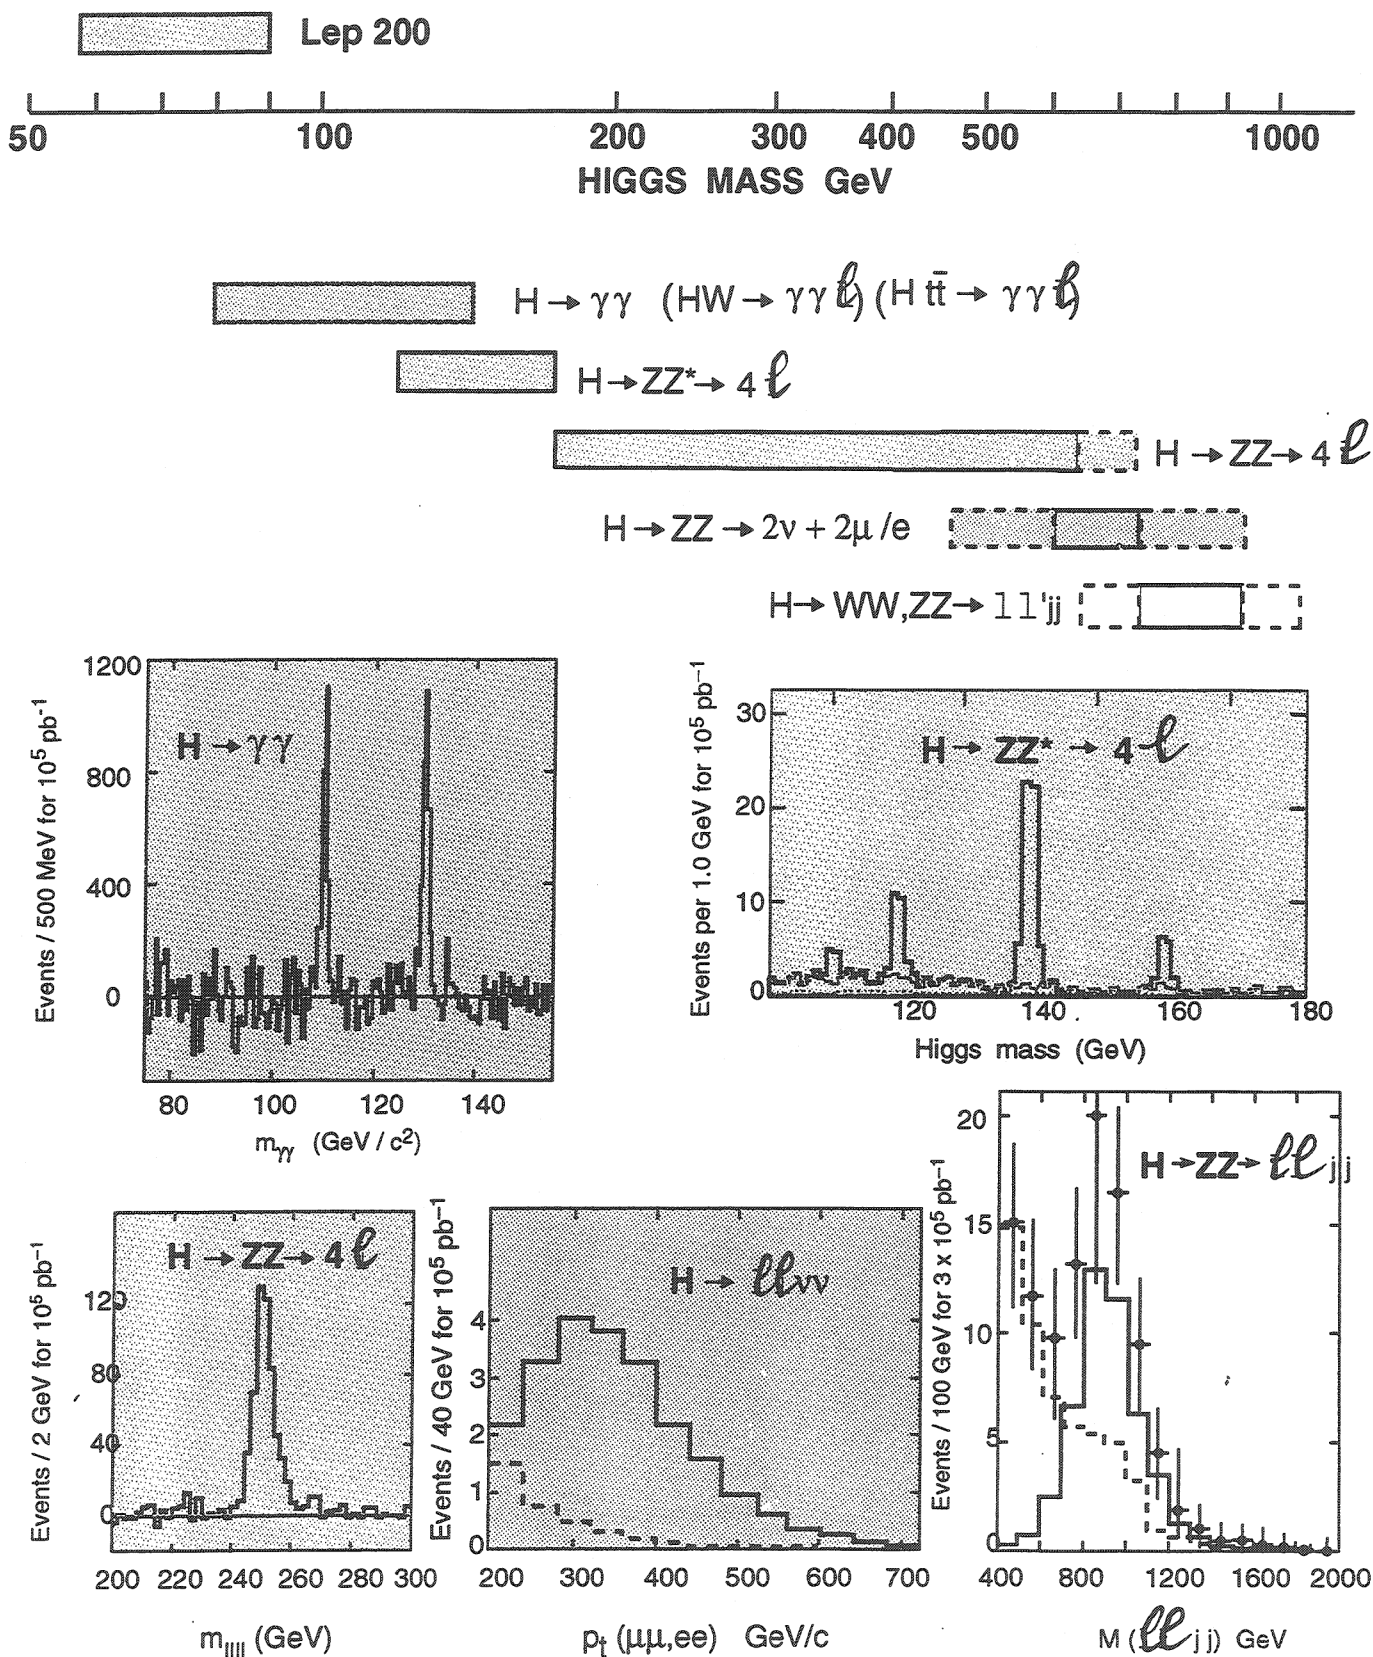 Lep 200
50 100 200 300 400 500 1000
HIGGS MASS GeV
H → γγ (HW → γγℓ) (H tt̄ → γγℓ)
H → ZZ* → 4ℓ
H → ZZ → 4ℓ
H → ZZ → 2ν + 2μ/e
H → WW,ZZ → ll'jj
Events / 500 MeV for 10⁵ pb⁻¹
1200
800
400
0
H → γγ
80 100 120 140
mγγ (GeV / c²)
Events per 1.0 GeV for 10⁵ pb⁻¹
30
20
10
0
H → ZZ* → 4ℓ
120 140 160 180
Higgs mass (GeV)
Events / 2 GeV for 10⁵ pb⁻¹
120
80
40
0
H → ZZ → 4ℓ
200 220 240 260 280 300
mllll (GeV)
Events / 40 GeV for 10⁵ pb⁻¹
4
3
2
1
0
H → ℓℓνν
200 300 400 500 600 700
pt (μμ,ee) GeV/c
Events / 100 GeV for 3 x 10⁵ pb⁻¹
20
15
10
5
0
H → ZZ → ℓℓjj
400 800 1200 1600 2000
M (ℓℓjj) GeV